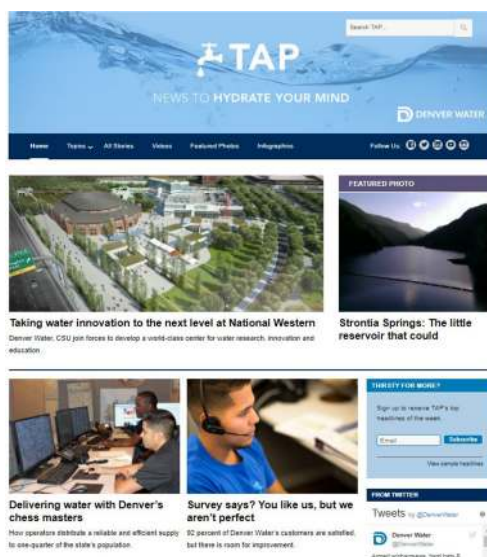 Search TAP...
TAP
NEWS TO HYDRATE YOUR MIND
DENVER WATER
Home Topics All Stories Videos Featured Photos Infographics Follow Us:
FEATURED PHOTO
Taking water innovation to the next level at National Western
Denver Water, CSU join forces to develop a world-class center for water research, innovation and
education.
Strontia Springs: The little
reservoir that could
Delivering water with Denver's
chess masters
How operators distribute a reliable and efficient supply
to one-quarter of the state's population.
Survey says? You like us, but we
aren't perfect
92 percent of Denver Water's customers are satisfied,
but there is room for improvement.
THIRSTY FOR MORE?
Sign up to receive TAP's top
headlines of the week.
Email Subscribe
View sample headlines
FROM TWITTER
Tweets by @DenverWater
Denver Water
@DenverWater